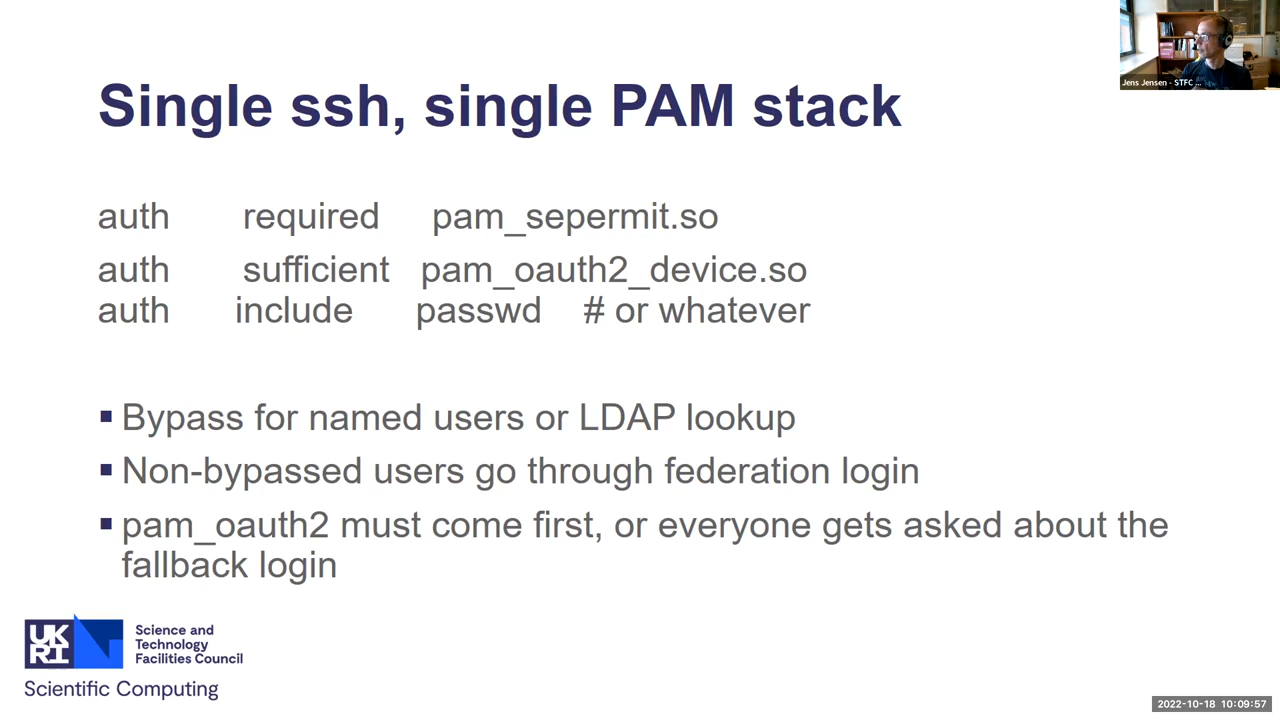 Jens Jensen - STFC ...
Single ssh, single PAM stack
auth required pam_sepermit.so
auth sufficient pam_oauth2_device.so
auth include passwd # or whatever
▪ Bypass for named users or LDAP lookup
▪ Non-bypassed users go through federation login
▪ pam_oauth2 must come first, or everyone gets asked about the
fallback login
UK
RI
Science and
Technology
Facilities Council
Scientific Computing
2022-10-18 10:09:57